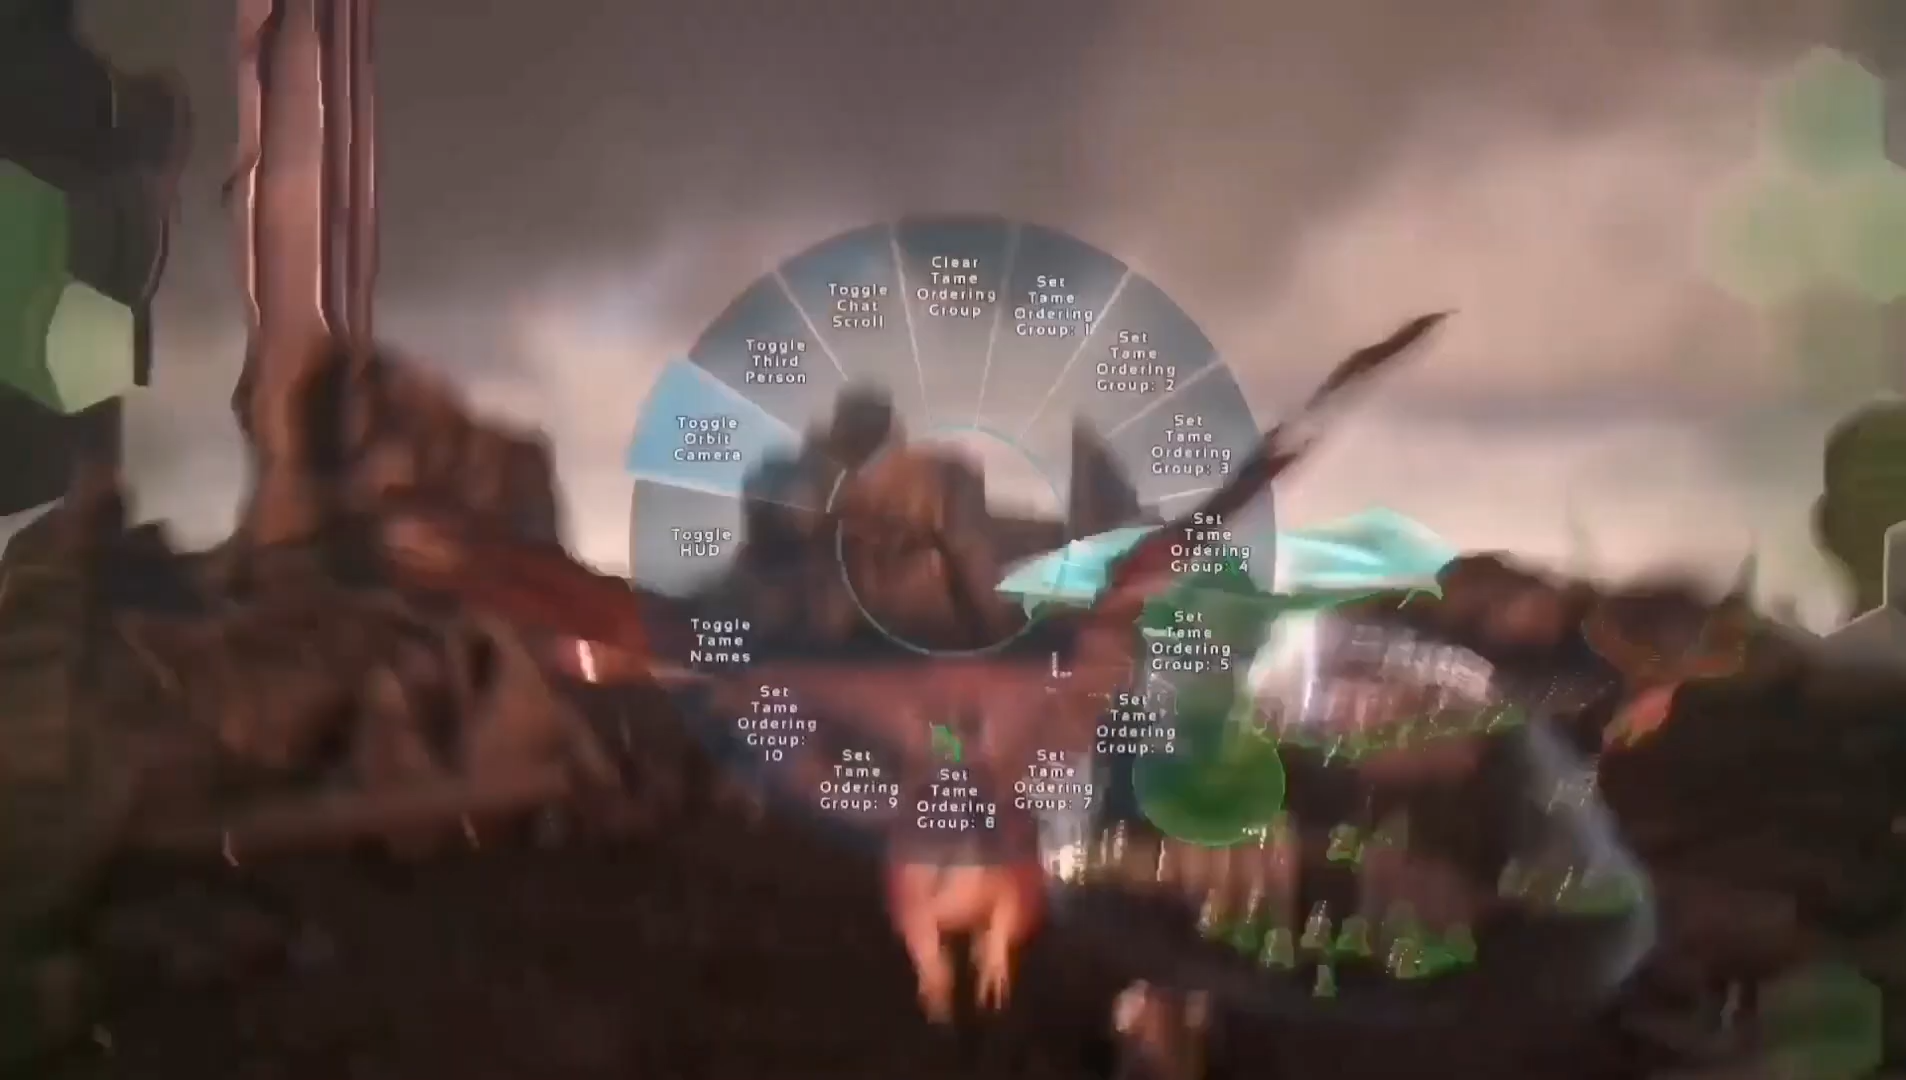 Clear
Tame
Ordering
Group
Set
Tame
Ordering
Group: 1
Set
Tame
Ordering
Group: 2
Set
Tame
Ordering
Group: 3
Set
Tame
Ordering
Group: 4
Set
Tame
Ordering
Group: 5
Set
Tame
Ordering
Group: 6
Set
Tame
Ordering
Group: 7
Set
Tame
Ordering
Group: 8
Set
Tame
Ordering
Group: 9
Set
Tame
Ordering
Group:
10
Toggle
Tame
Names
Toggle
HUD
Toggle
Orbit
Camera
Toggle
Third
Person
Toggle
Chat
Scroll